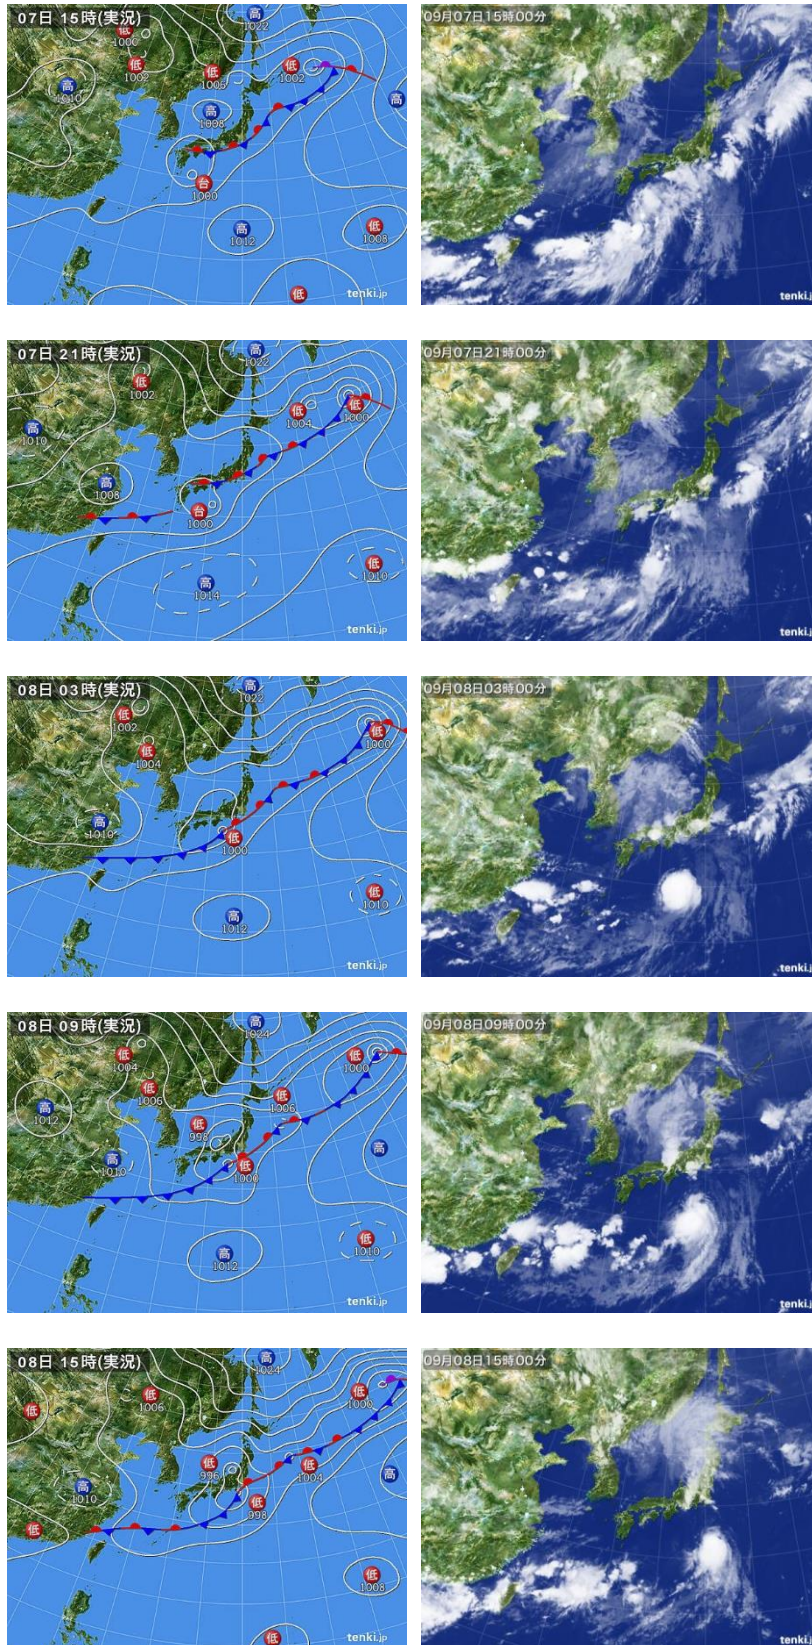 07日 15時(実況)
高
1022
低
1000
低
1002
低
1005
低
1002
高
1010
高
1008
高
台
1000
高
1012
低
1008
低
tenki.jp
09月07日15時00分
tenki.j
07日 21時(実況)
高
1022
低
1002
低
1004
低
1000
高
1010
高
1008
台
1000
高
1014
低
1010
tenki.jp
09月07日21時00分
tenki.j
08日 03時(実況)
高
1022
低
1002
低
1000
低
1004
高
1010
低
1000
低
1010
高
1012
tenki.jp
09月08日03時00分
tenki.j
08日 09時(実況)
高
1024
低
1004
低
1000
低
1006
低
1006
高
1012
低
998
高
1010
高
低
1000
低
1010
高
1012
tenki.jp
09月08日09時00分
tenki.j
08日 15時(実況)
高
1024
低
1006
低
1000
低
低
996
低
1004
高
高
1010
低
998
低
低
1008
低
tenki.jp
09月08日15時00分
tenki.j